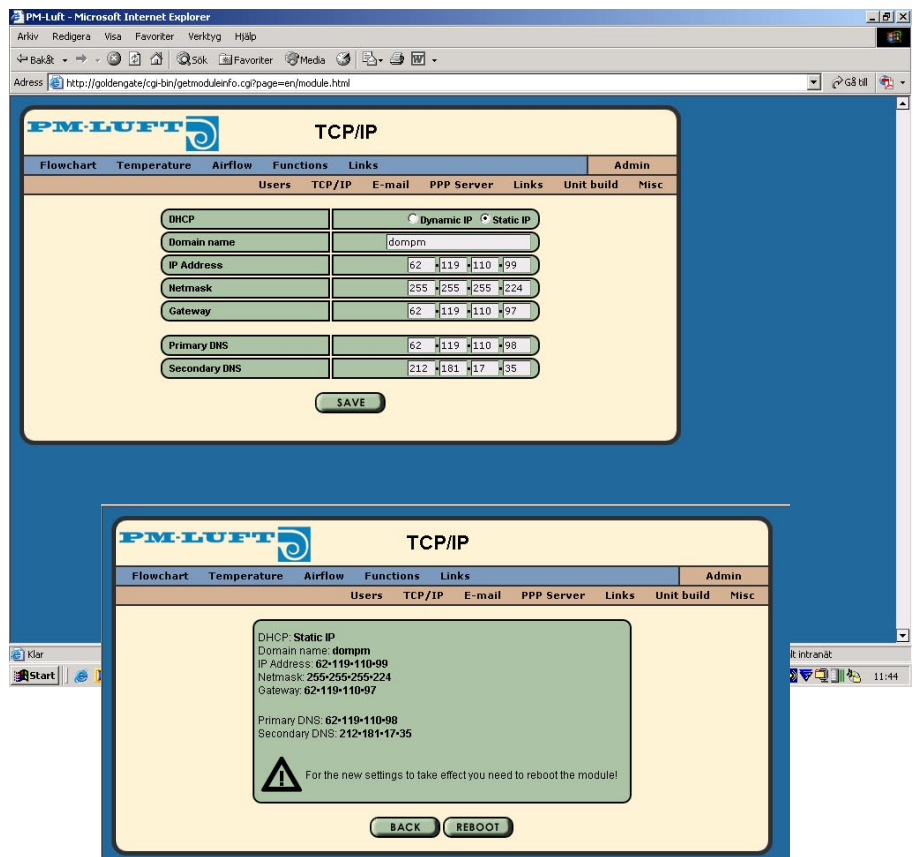 PM-Luft - Microsoft Internet Explorer
Arkiv Redigera Visa Favoriter Verktyg Hjälp
Bakåt Sök Favoriter Media
Adress http://goldengate/cgi-bin/getmoduleinfo.cgi?page=en/module.html Gå till
PM-LUFT TCP/IP
Flowchart Temperature Airflow Functions Links Admin
Users TCP/IP E-mail PPP Server Links Unit build Misc
DHCP Dynamic IP Static IP
Domain name dompm
IP Address 62 119 110 99
Netmask 255 255 255 224
Gateway 62 119 110 97
Primary DNS 62 119 110 98
Secondary DNS 212 181 17 35
SAVE
PM-LUFT TCP/IP
Flowchart Temperature Airflow Functions Links Admin
Users TCP/IP E-mail PPP Server Links Unit build Misc
DHCP: Static IP
Domain name: dompm
IP Address: 62•119•110•99
Netmask: 255•255•255•224
Gateway: 62•119•110•97
Primary DNS: 62•119•110•98
Secondary DNS: 212•181•17•35
For the new settings to take effect you need to reboot the module!
BACK REBOOT
Klar intranät
Start 11:44